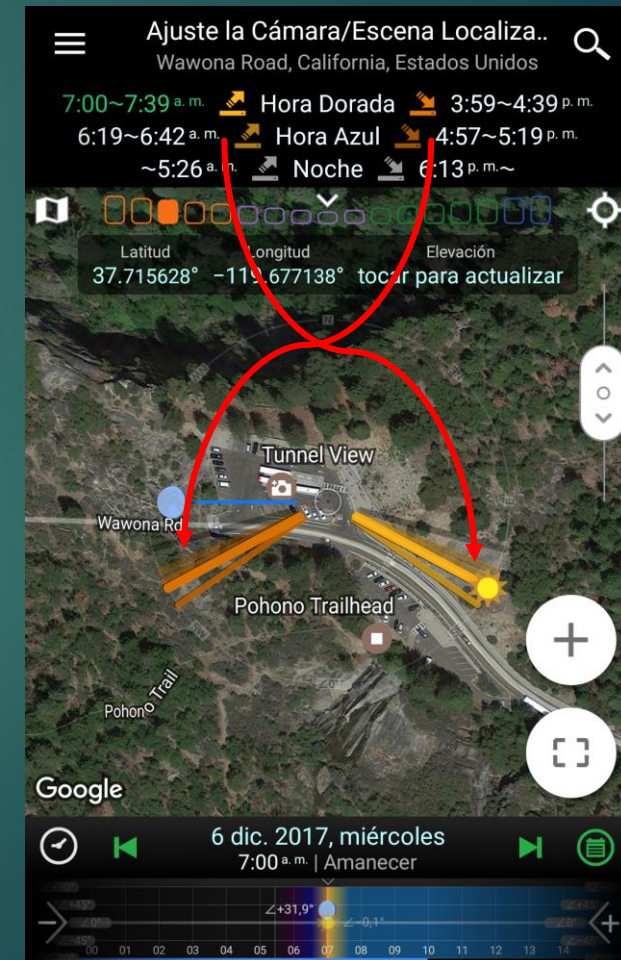 Ajuste la Cámara/Escena Localiza..
Wawona Road, California, Estados Unidos
7:00~7:39 a. m. Hora Dorada 3:59~4:39 p. m.
6:19~6:42 a. m. Hora Azul 4:57~5:19 p. m.
~5:26 a. m. Noche 6:13 p. m.~
Latitud Longitud Elevación
37.715628° −119.677138° tocar para actualizar
N
Tunnel View
Wawona Rd
SW
Pohono Trailhead
Pohono Trail
Google
6 dic. 2017, miércoles
7:00 a. m. | Amanecer
∠+31,9°
∠−0,1°
00 01 02 03 04 05 06 07 08 09 10 11 12 13 14